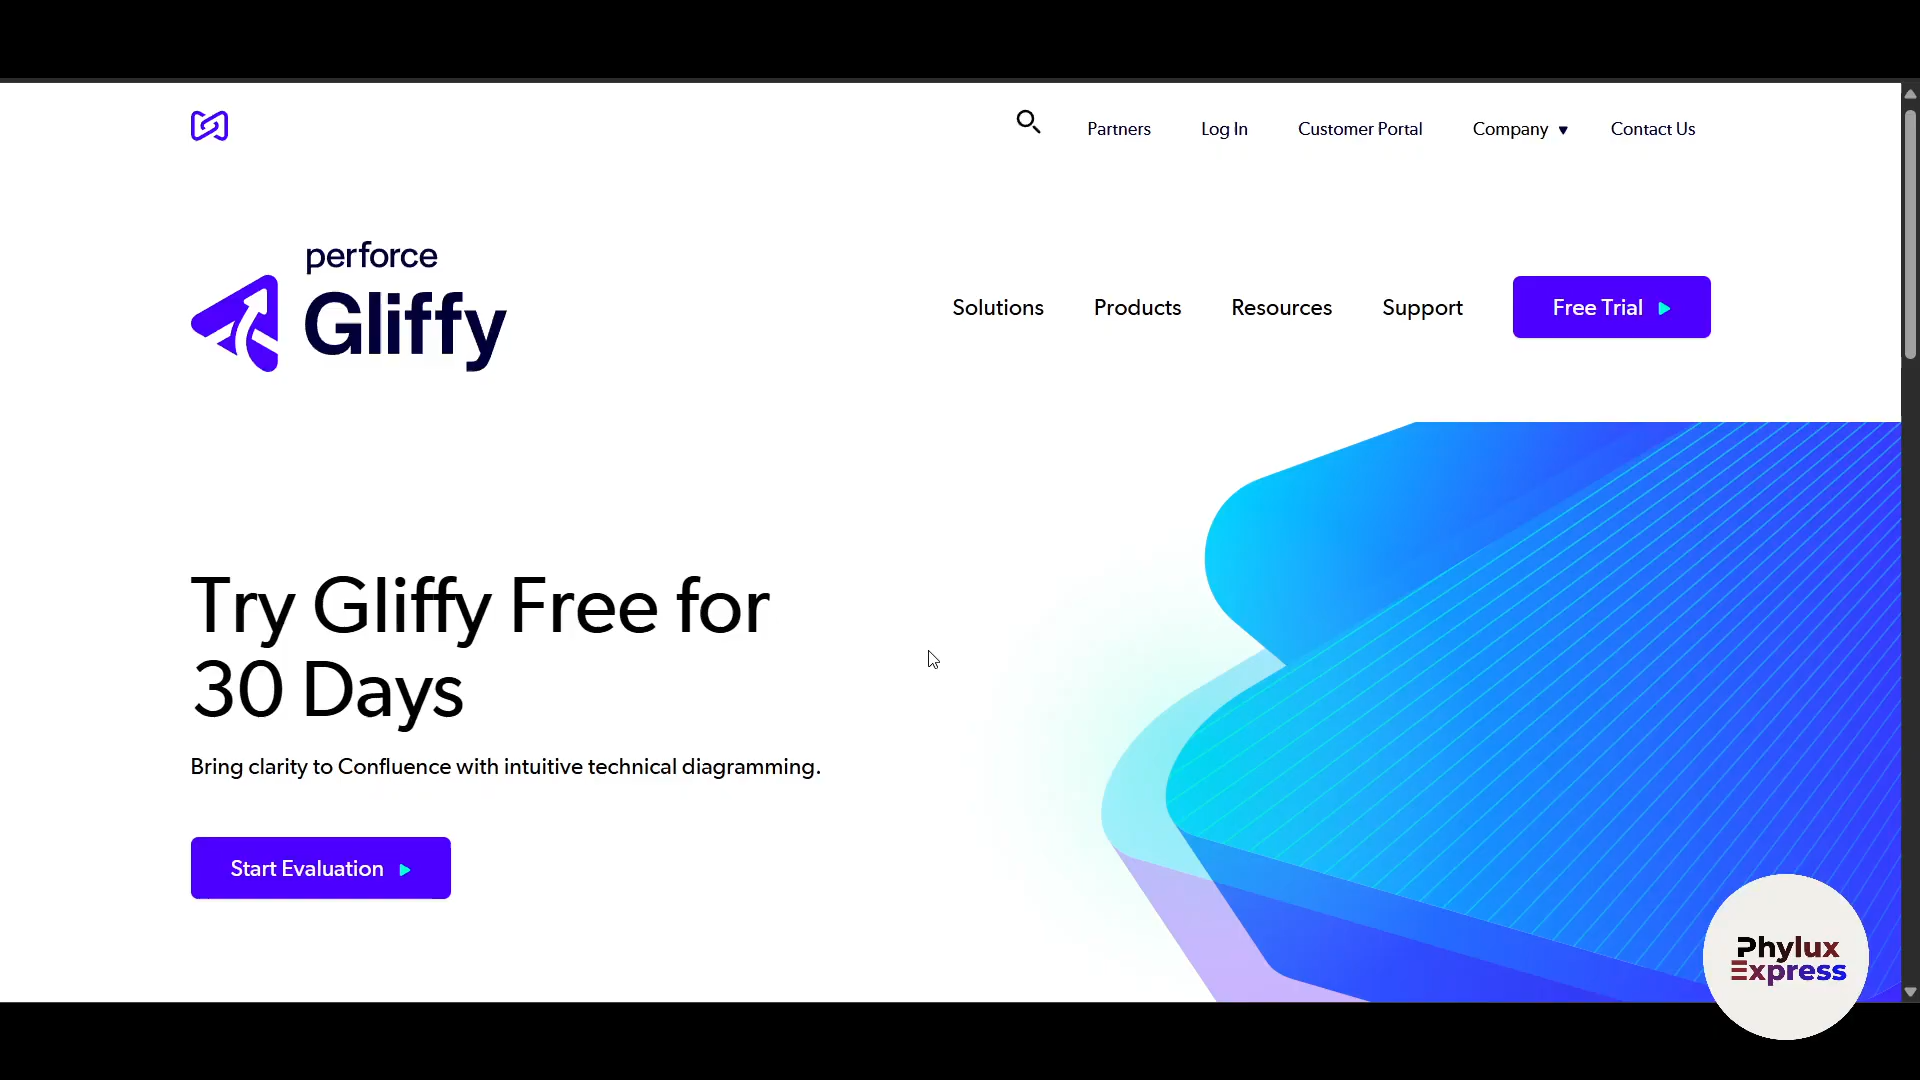 Partners
Log In
Customer Portal
Company
Contact Us
perforce
Gliffy
Solutions
Products
Resources
Support
Free Trial
Try Gliffy Free for
30 Days
Bring clarity to Confluence with intuitive technical diagramming.
Start Evaluation
Phylux
Express